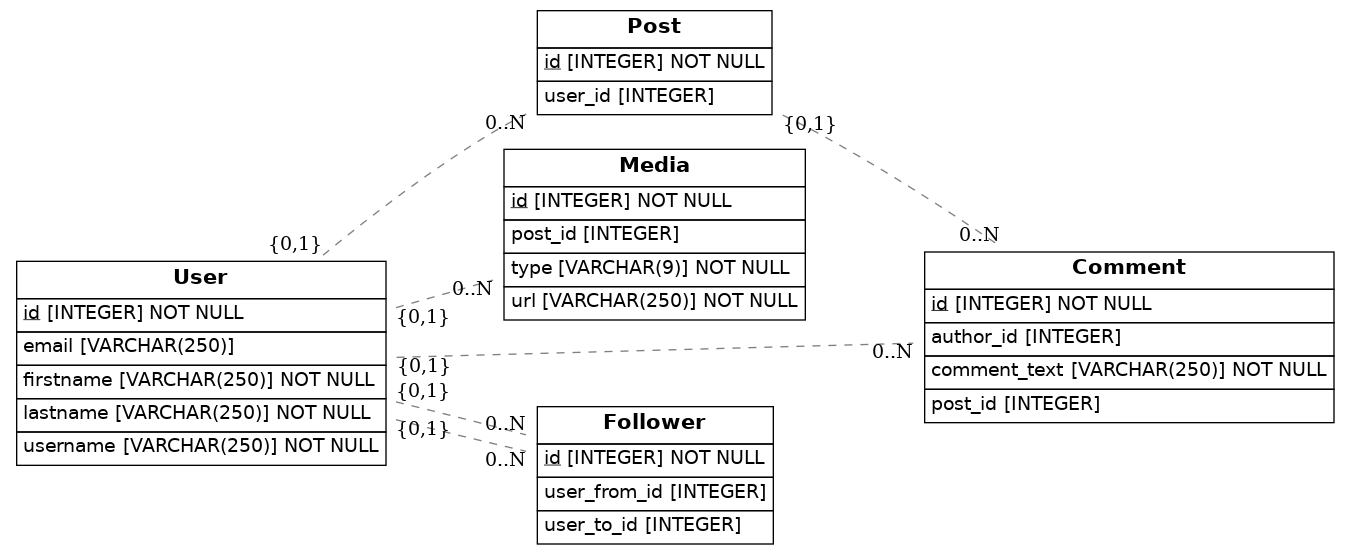 Post
id [INTEGER] NOT NULL
user_id [INTEGER]
0..N
{0,1}
Media
id [INTEGER] NOT NULL
post_id [INTEGER]
type [VARCHAR(9)] NOT NULL
url [VARCHAR(250)] NOT NULL
{0,1}
0..N
User
id [INTEGER] NOT NULL
email [VARCHAR(250)]
firstname [VARCHAR(250)] NOT NULL
lastname [VARCHAR(250)] NOT NULL
username [VARCHAR(250)] NOT NULL
0..N
{0,1}
{0,1}
0..N
{0,1}
0..N
{0,1}
0..N
Comment
id [INTEGER] NOT NULL
author_id [INTEGER]
comment_text [VARCHAR(250)] NOT NULL
post_id [INTEGER]
Follower
id [INTEGER] NOT NULL
user_from_id [INTEGER]
user_to_id [INTEGER]